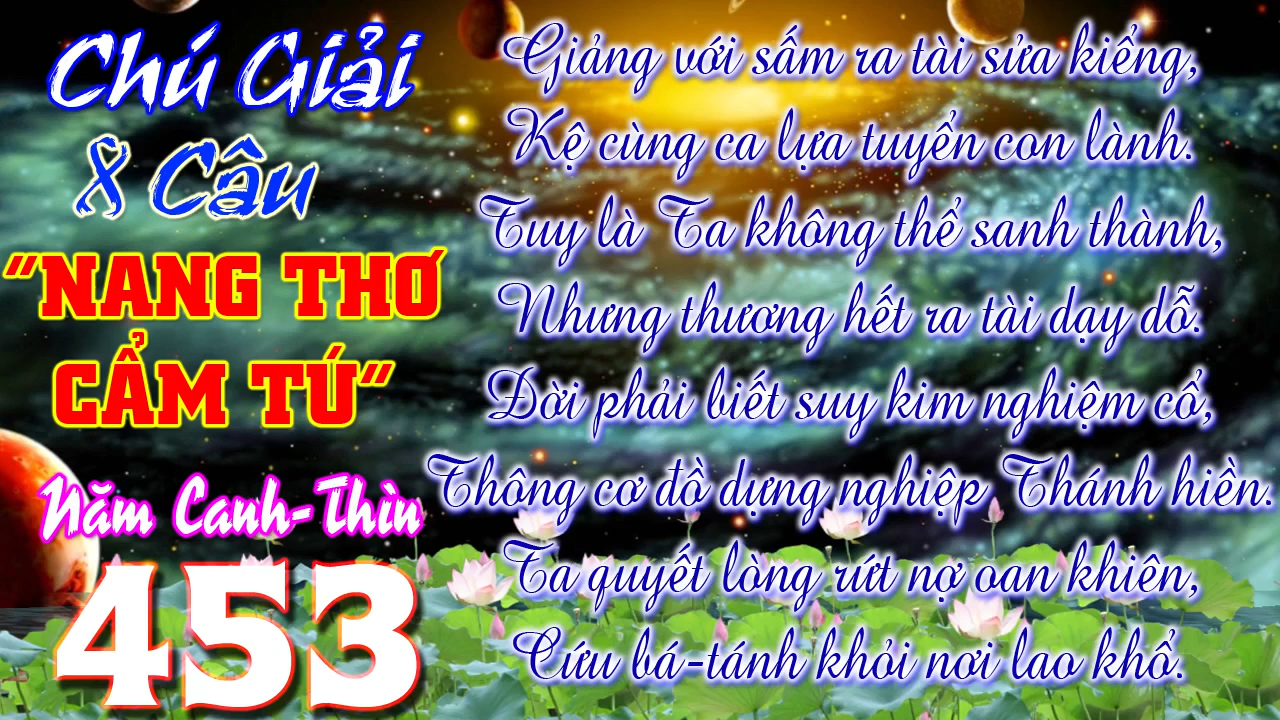 Chú Giải
8 Câu
"NANG THƠ
CẨM TÚ"
Năm Canh-Thìn
453
Giảng với sấm ra tài sửa kiểng,
Kệ cùng ca lựa tuyển con lành.
Tuy là Ta không thể sanh thành,
Nhưng thương hết ra tài dạy dỗ.
Đời phải biết suy kim nghiệm cổ,
Thông cơ đồ dựng nghiệp Thánh hiền.
Ta quyết lòng rứt nợ oan khiên,
Cứu bá-tánh khỏi nơi lao khổ.